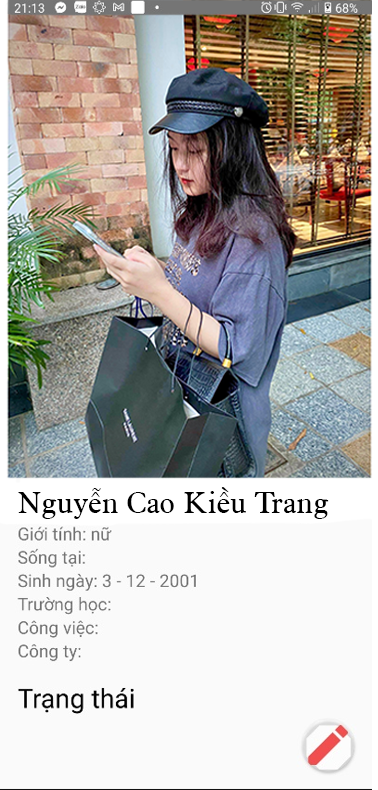 21:13
68%
Nguyễn Cao Kiều Trang
Giới tính: nữ
Sống tại:
Sinh ngày: 3 - 12 - 2001
Trường học:
Công việc:
Công ty:
Trạng thái